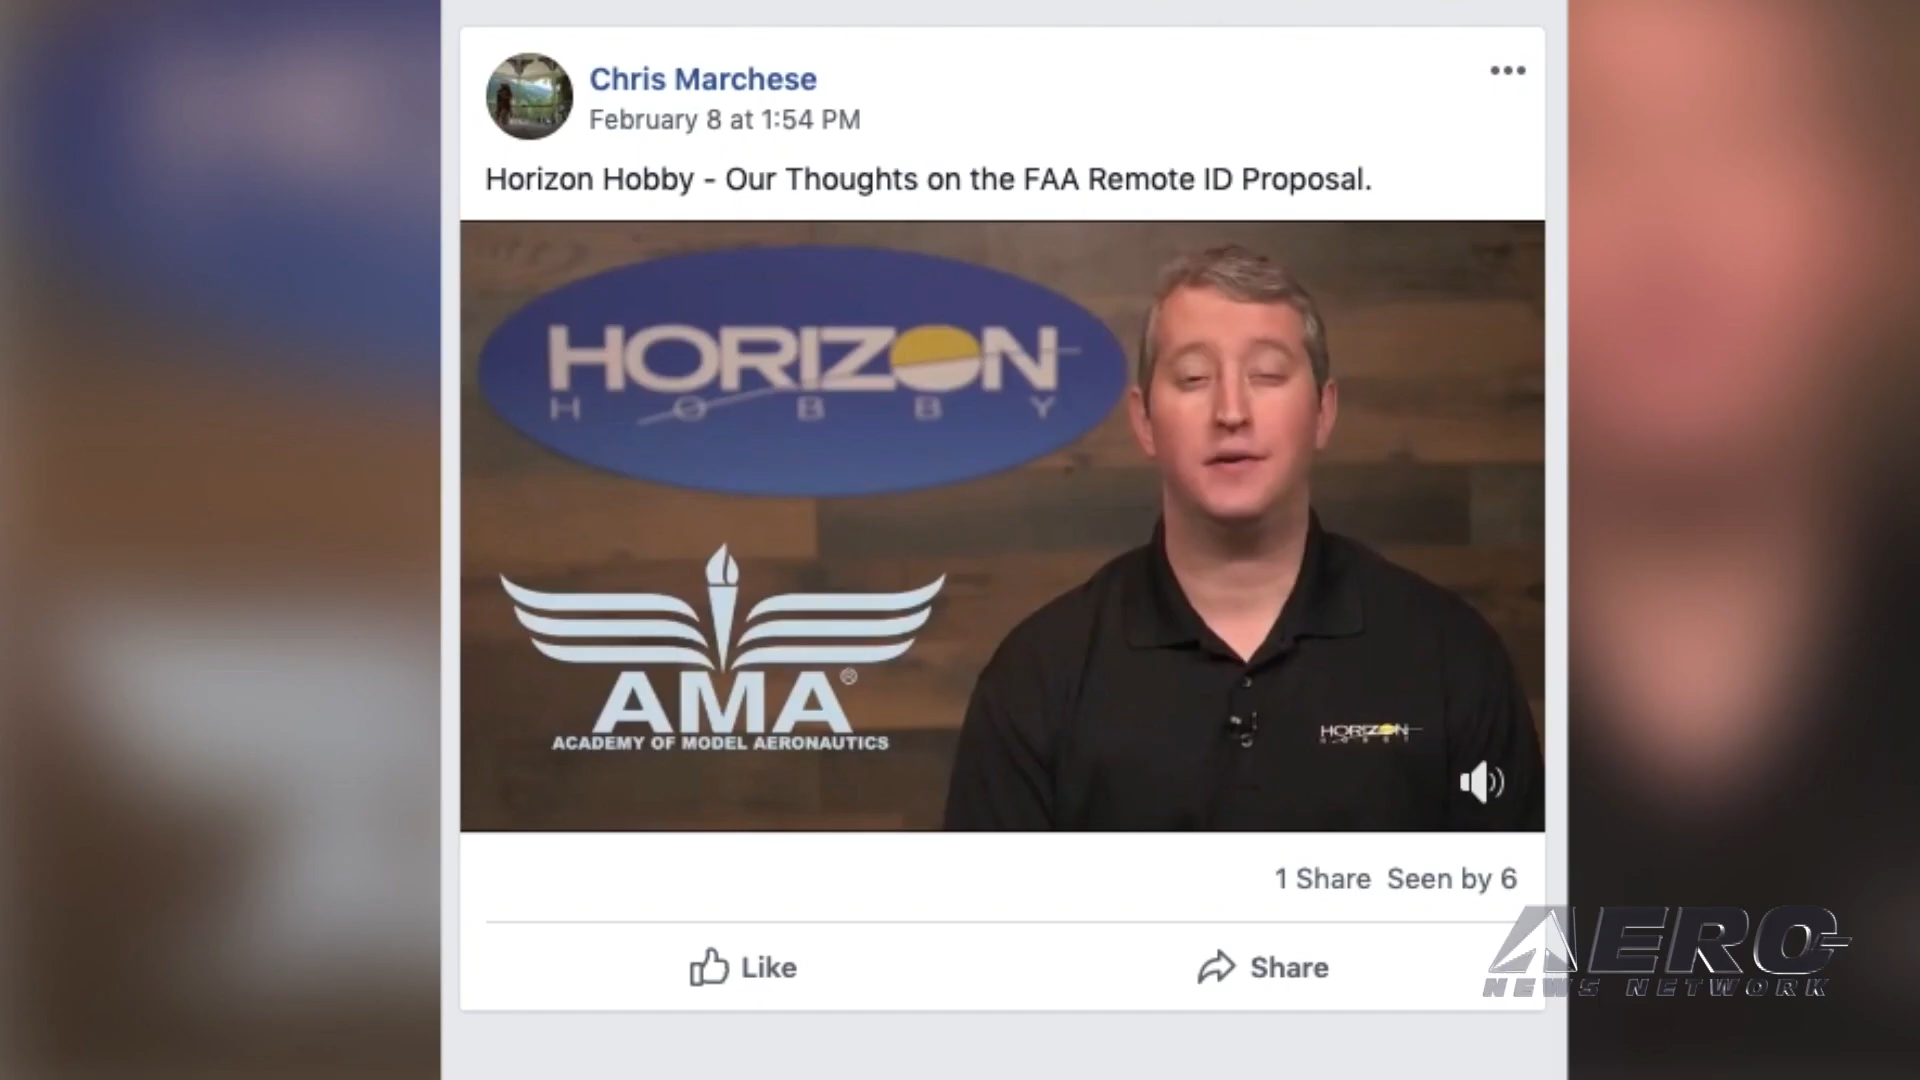 Chris Marchese
February 8 at 1:54 PM
Horizon Hobby - Our Thoughts on the FAA Remote ID Proposal.
HORIZON
HOBBY
AMA®
ACADEMY OF MODEL AERONAUTICS
HORIZON
HOBBY
1 Share Seen by 6
Like
Share
AERO
NEWS NETWORK